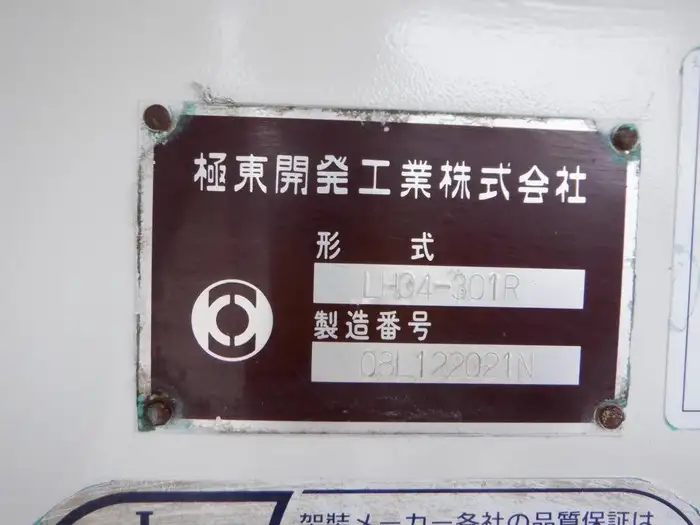 極東開発工業株式会社
形 式
LH34-301R
製造番号
08L122021N
架装メーカー各社の品質保証は